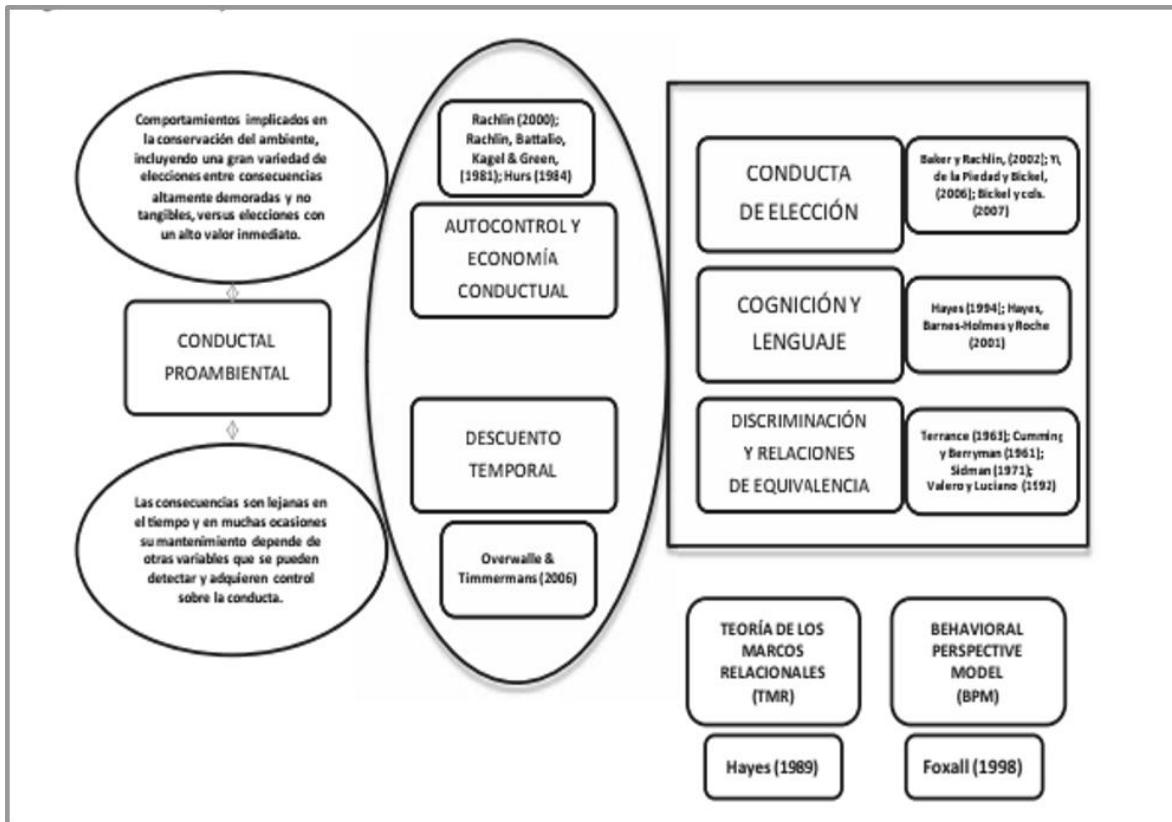 Comportamientos implicados en
la conservación del ambiente,
incluyendo una gran variedad de
elecciones entre consecuencias
altamente demoradas y no
tangibles, versus elecciones con
un alto valor inmediato.
CONDUCTAL
PROAMBIENTAL
Las consecuencias son lejanas en
el tiempo y en muchas ocasiones
su mantenimiento depende de
otras variables que se pueden
detectar y adquieren control
sobre la conducta.
Rachlin (2000);
Rachlin, Battalio,
Kagel & Green,
(1981); Hurs (1984)
AUTOCONTROL Y
ECONOMÍA
CONDUCTUAL
DESCUENTO
TEMPORAL
Overwalle &
Timmermans (2006)
CONDUCTA
DE ELECCIÓN
Baker y Rachlin, (2002); Yi,
de la Piedad y Bickel,
(2006); Bickel y cols.
(2007)
COGNICIÓN Y
LENGUAJE
Hayes (1994); Hayes,
Barnes-Holmes y Roche
(2001)
DISCRIMINACIÓN
Y RELACIONES
DE EQUIVALENCIA
Terrance (1963); Cumming
y Berryman (1961);
Sidman (1971);
Valero y Luciano (1992)
TEORÍA DE LOS
MARCOS
RELACIONALES
(TMR)
Hayes (1989)
BEHAVIORAL
PERSPECTIVE
MODEL
(BPM)
Foxall (1998)